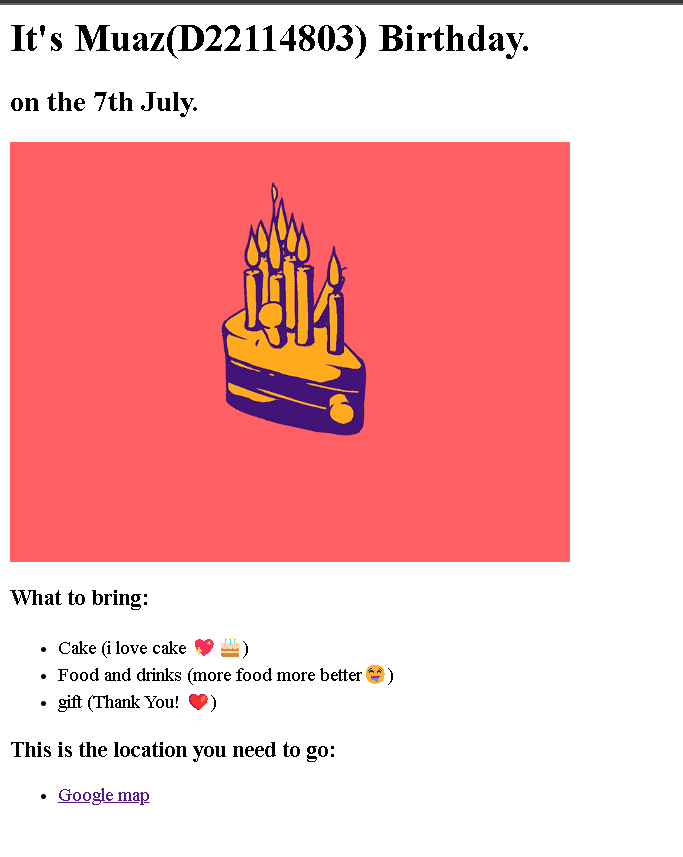 It's Muaz(D22114803) Birthday.
on the 7th July.
What to bring:
• Cake (i love cake 💖 🎂)
• Food and drinks (more food more better😄)
• gift (Thank You! ❤️)
This is the location you need to go:
• Google map